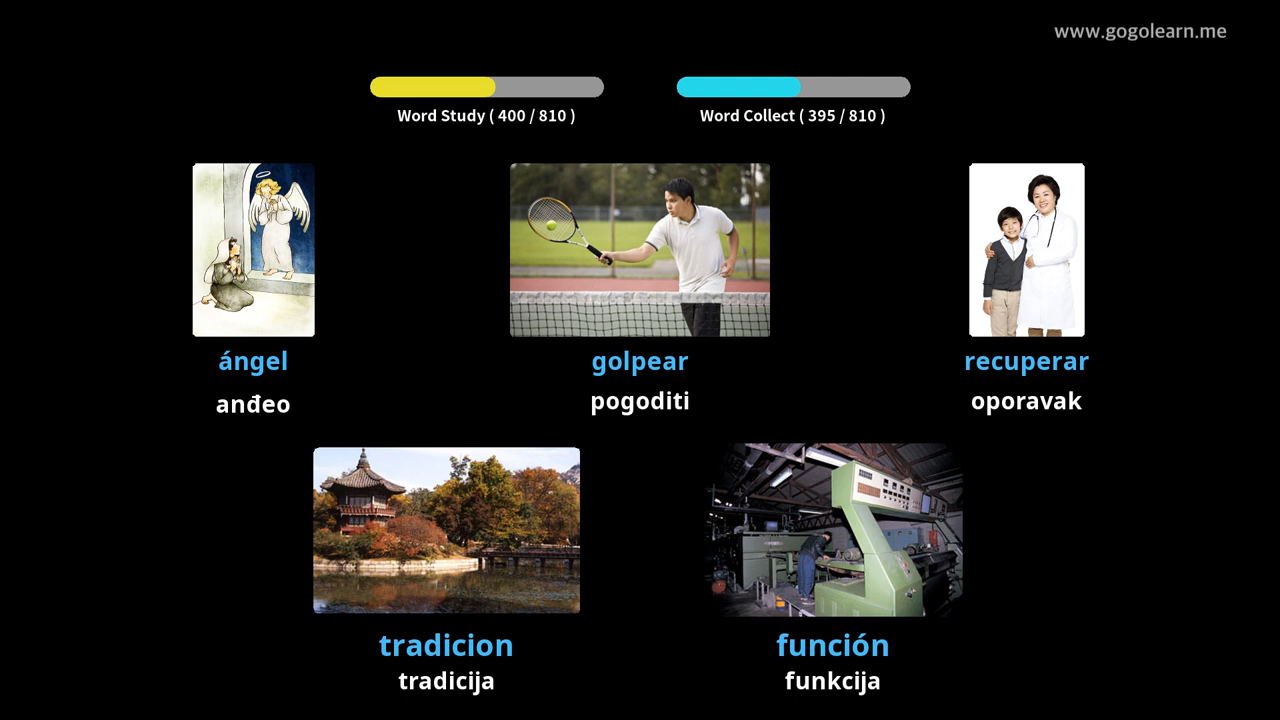 www.gogolearn.me
Word Study ( 400 / 810 )
Word Collect ( 395 / 810 )
ángel
golpear
recuperar
anđeo
pogoditi
oporavak
tradicion
función
tradicija
funkcija